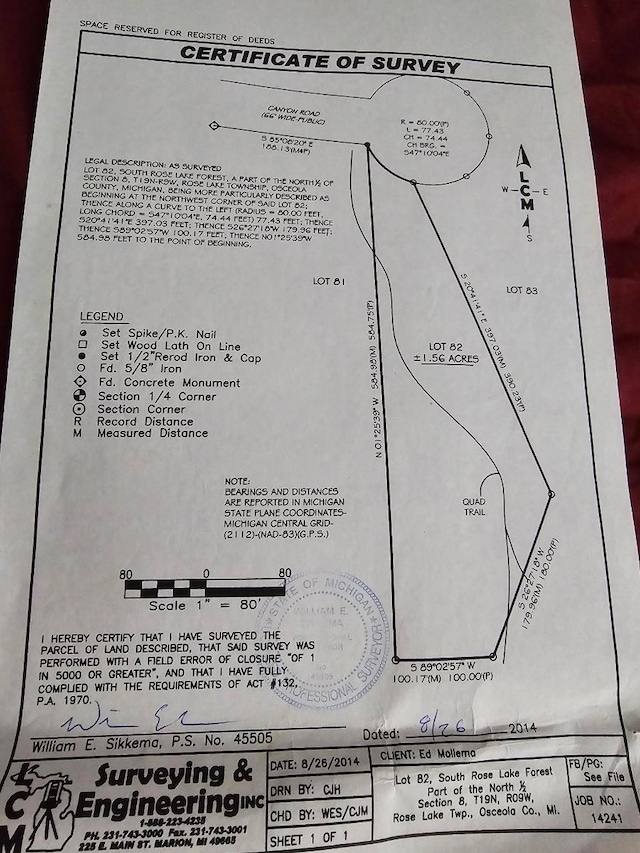 SPACE RESERVED FOR REGISTER OF DEEDS
CERTIFICATE OF SURVEY
CANYON ROAD
(66' WIDE-PUBLIC)
S 85°08'20" E
188.13'(M&P)
R = 80.00'(P)
L = 77.43
CH = 74.44
CH BRG. =
S47°10'04"E
W E
LCM
S
LEGAL DESCRIPTION: AS SURVEYED
LOT 82, SOUTH ROSE LAKE FOREST, A PART OF THE NORTH ½ OF
SECTION 8, T19N-R9W, ROSE LAKE TOWNSHIP, OSCEOLA
COUNTY, MICHIGAN, BEING MORE PARTICULARLY DESCRIBED AS
BEGINNING AT THE NORTHWEST CORNER OF SAID LOT 82;
THENCE ALONG A CURVE TO THE LEFT (RADIUS = 80.00 FEET,
LONG CHORD = S47°10'04"E, 74.44 FEET) 77.43 FEET; THENCE
S20°41'41"E 397.03 FEET; THENCE S26°27'18"W 179.96 FEET;
THENCE S89°02'57"W 100.17 FEET; THENCE N01°25'39"W
584.98 FEET TO THE POINT OF BEGINNING.
LOT 81
LOT 83
LOT 82
±1.56 ACRES
S 20°41'41"E 397.03'(M) 390.23'(P)
N 01°25'39" W 584.98'(M) 584.75'(P)
LEGEND
Set Spike/P.K. Nail
Set Wood Lath On Line
Set 1/2"Rerod Iron & Cap
Fd. 5/8" Iron
Fd. Concrete Monument
Section 1/4 Corner
Section Corner
R Record Distance
M Measured Distance
NOTE:
BEARINGS AND DISTANCES
ARE REPORTED IN MICHIGAN
STATE PLANE COORDINATES-
MICHIGAN CENTRAL GRID-
(2112)-(NAD-83)(G.P.S.)
QUAD
TRAIL
S 26°27'18" W
179.96'(M) 180.00'(P)
80 0 80
Scale 1" = 80'
STATE OF MICHIGAN
WILLIAM E.
PROFESSIONAL SURVEYOR
I HEREBY CERTIFY THAT I HAVE SURVEYED THE
PARCEL OF LAND DESCRIBED, THAT SAID SURVEY WAS
PERFORMED WITH A FIELD ERROR OF CLOSURE "OF 1
IN 5000 OR GREATER", AND THAT I HAVE FULLY
COMPLIED WITH THE REQUIREMENTS OF ACT #132,
P.A. 1970.
S 89°02'57" W
100.17'(M) 100.00'(P)
Dated: 8/26 2014
William E. Sikkema, P.S. No. 45505
LCM
Surveying &
Engineering INC
1-888-223-4235
PH. 231-743-3000 Fax. 231-743-3001
225 E. MAIN ST. MARION, MI 49665
DATE: 8/26/2014
DRN BY: CJH
CHD BY: WES/CJM
SHEET 1 OF 1
CLIENT: Ed Mollema
Lot 82, South Rose Lake Forest
Part of the North ½
Section 8, T19N, R09W,
Rose Lake Twp., Osceola Co., MI.
FB/PG:
See File
JOB NO.:
14241